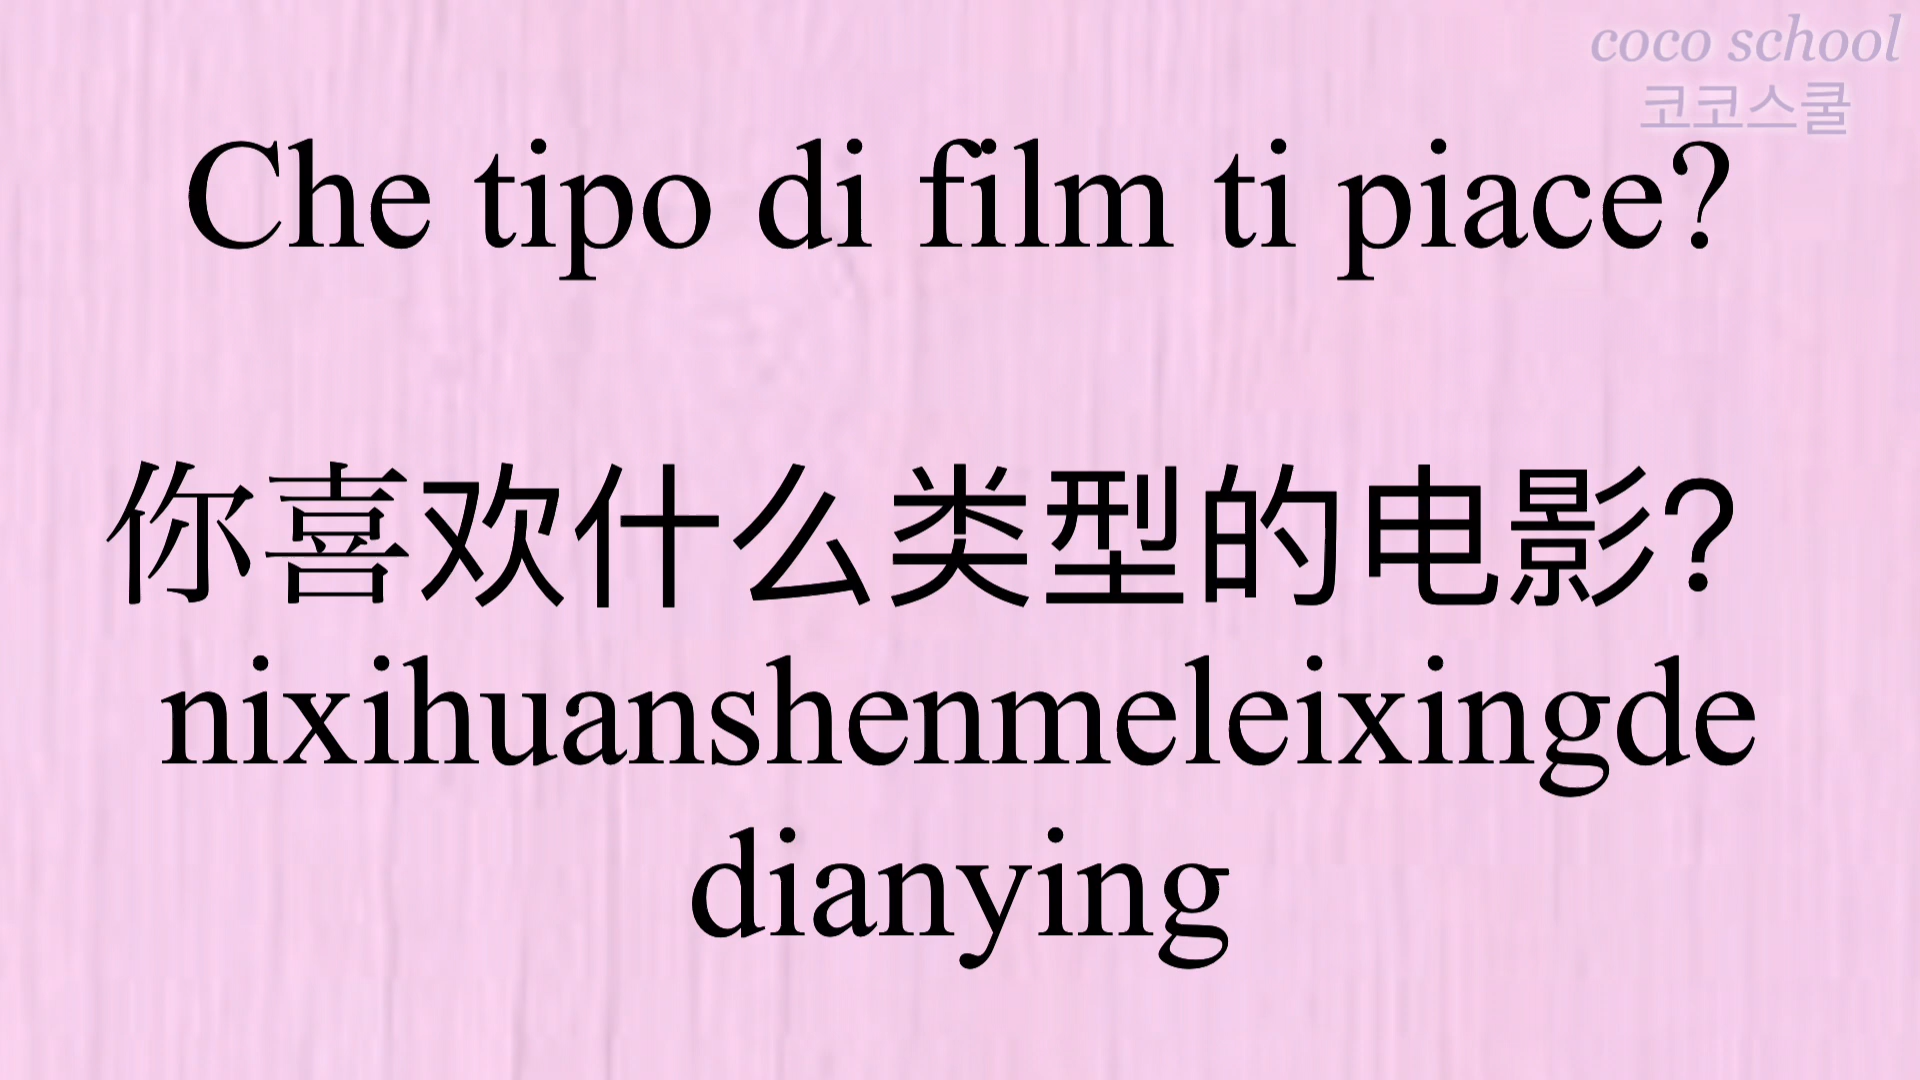 coco school
코코스쿨
Che tipo di film ti piace?
你喜欢什么类型的电影?
nixihuanshenmeleixingde
dianying